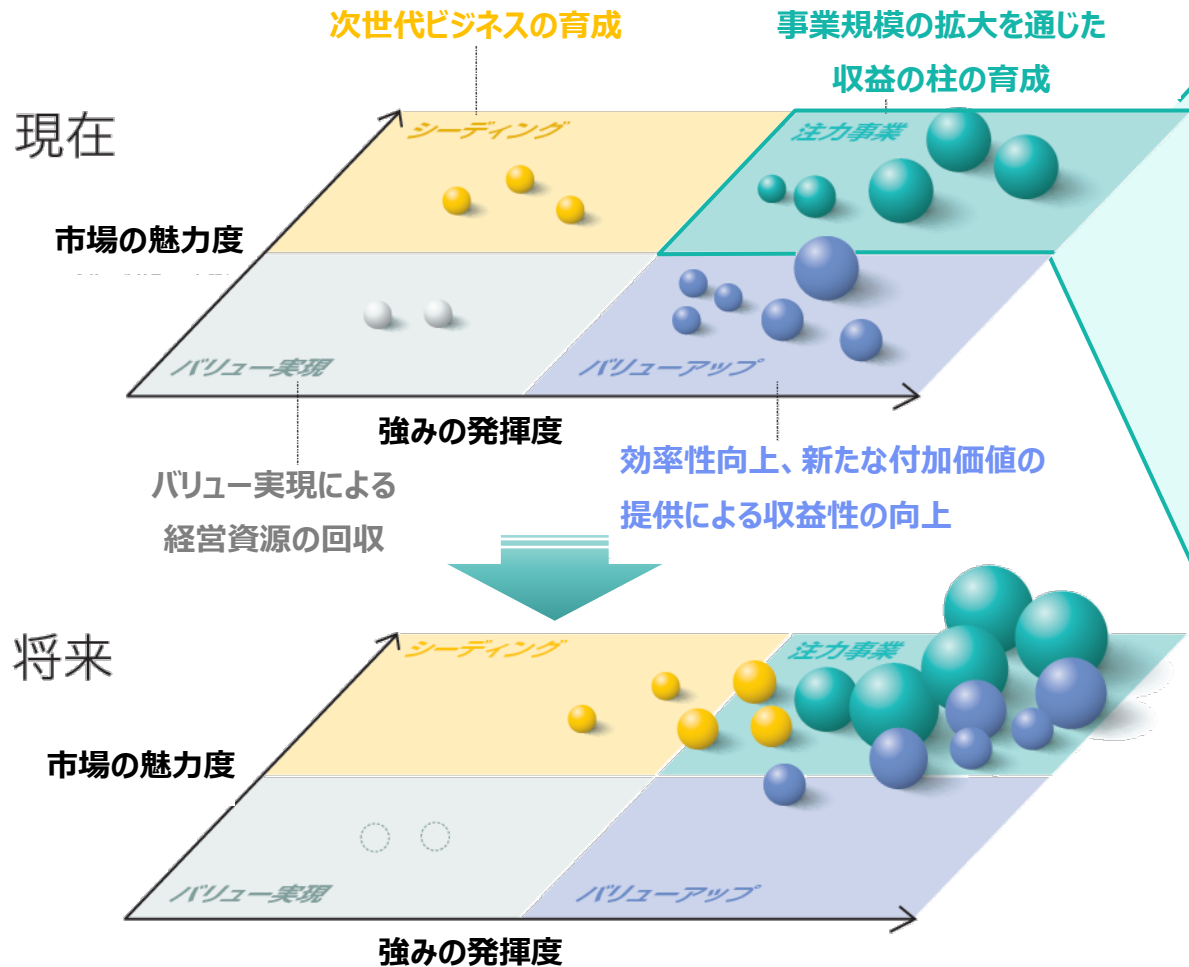 次世代ビジネスの育成
事業規模の拡大を通じた
収益の柱の育成
現在
シーディング
注力事業
市場の魅力度
バリュー実現
バリューアップ
強みの発揮度
バリュー実現による
経営資源の回収
効率性向上、新たな付加価値の
提供による収益性の向上
将来
シーディング
注力事業
市場の魅力度
バリュー実現
バリューアップ
強みの発揮度